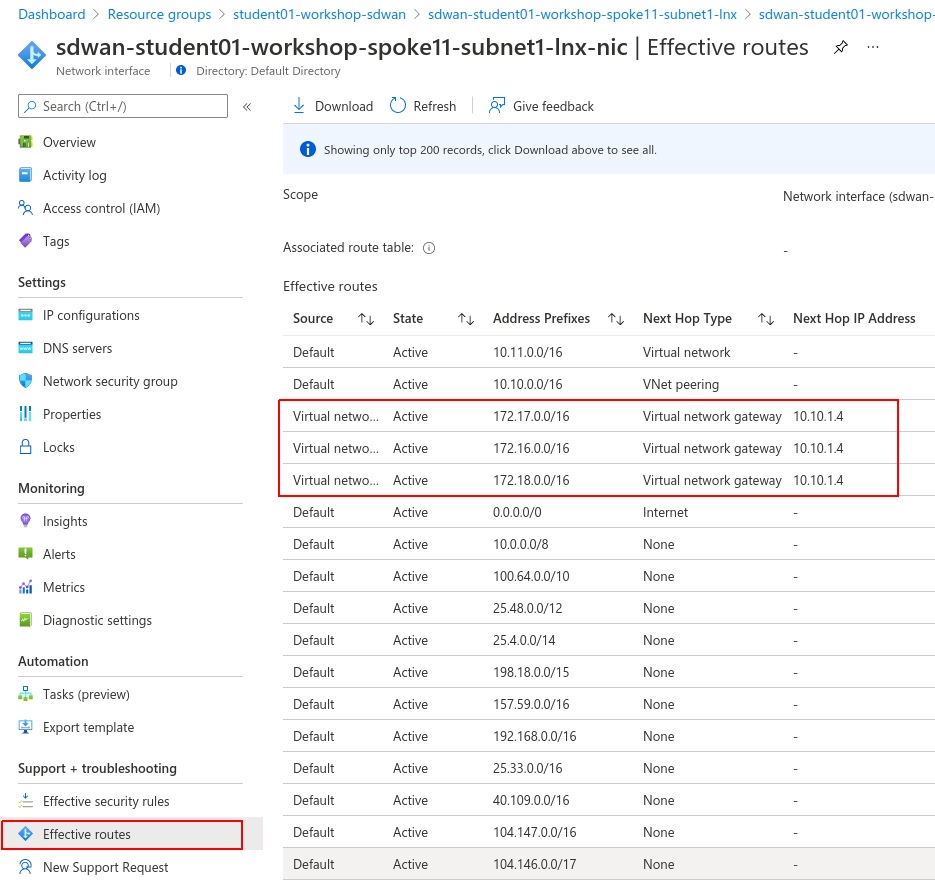 Dashboard > Resource groups > student01-workshop-sdwan > sdwan-student01-workshop-spoke11-subnet1-lnx > sdwan-student01-workshop-
sdwan-student01-workshop-spoke11-subnet1-lnx-nic | Effective routes ...
Network interface Directory: Default Directory
Search (Ctrl+/) «
Overview
Activity log
Access control (IAM)
Tags
Settings
IP configurations
DNS servers
Network security group
Properties
Locks
Monitoring
Insights
Alerts
Metrics
Diagnostic settings
Automation
Tasks (preview)
Export template
Support + troubleshooting
Effective security rules
Effective routes
New Support Request
Download Refresh Give feedback
Showing only top 200 records, click Download above to see all.
Scope Network interface (sdwan-
Associated route table: -
Effective routes
Source ↑↓ State ↑↓ Address Prefixes ↑↓ Next Hop Type ↑↓ Next Hop IP Address
Default Active 10.11.0.0/16 Virtual network -
Default Active 10.10.0.0/16 VNet peering -
Virtual netwo... Active 172.17.0.0/16 Virtual network gateway 10.10.1.4
Virtual netwo... Active 172.16.0.0/16 Virtual network gateway 10.10.1.4
Virtual netwo... Active 172.18.0.0/16 Virtual network gateway 10.10.1.4
Default Active 0.0.0.0/0 Internet -
Default Active 10.0.0.0/8 None -
Default Active 100.64.0.0/10 None -
Default Active 25.48.0.0/12 None -
Default Active 25.4.0.0/14 None -
Default Active 198.18.0.0/15 None -
Default Active 157.59.0.0/16 None -
Default Active 192.168.0.0/16 None -
Default Active 25.33.0.0/16 None -
Default Active 40.109.0.0/16 None -
Default Active 104.147.0.0/16 None -
Default Active 104.146.0.0/17 None -